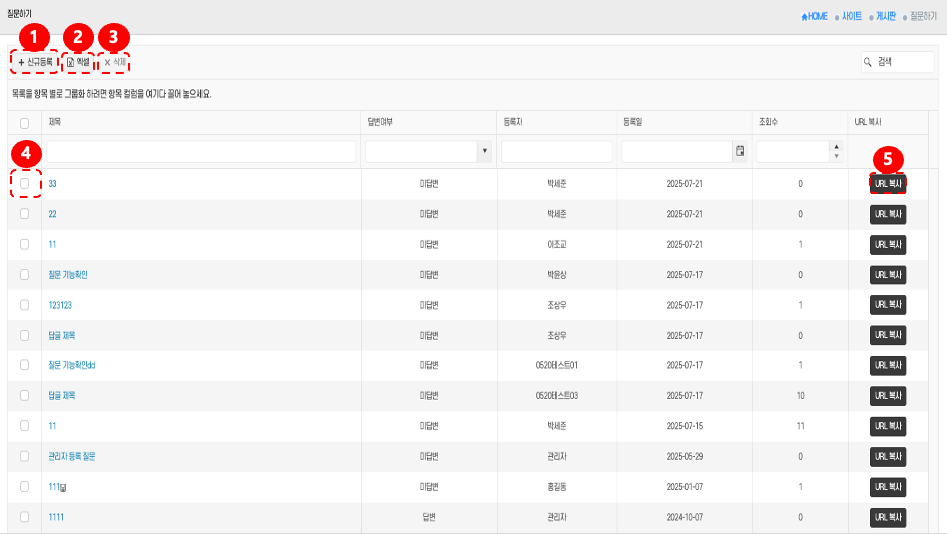 질문하기
HOME 사이트 게시판 질문하기
1 2 3
신규등록 엑셀 삭제 검색
목록을 항목 별로 그룹화 하려면 항목 컬럼을 여기다 끌어 놓으세요.
제목 답변여부 등록자 등록일 조회수 URL 복사
4 5
33 미답변 박세준 2025-07-21 0 URL 복사
22 미답변 박세준 2025-07-21 0 URL 복사
11 미답변 이조교 2025-07-21 1 URL 복사
질문 기능확인 미답변 박윤상 2025-07-17 0 URL 복사
123123 미답변 조상우 2025-07-17 1 URL 복사
답글 제목 미답변 조상우 2025-07-17 0 URL 복사
질문 기능확인dd 미답변 0520테스트01 2025-07-17 1 URL 복사
답글 제목 미답변 0520테스트03 2025-07-17 10 URL 복사
11 미답변 박세준 2025-07-15 11 URL 복사
관리자 등록 질문 미답변 관리자 2025-05-29 0 URL 복사
111 미답변 홍길동 2025-01-07 1 URL 복사
1111 답변 관리자 2024-10-07 0 URL 복사